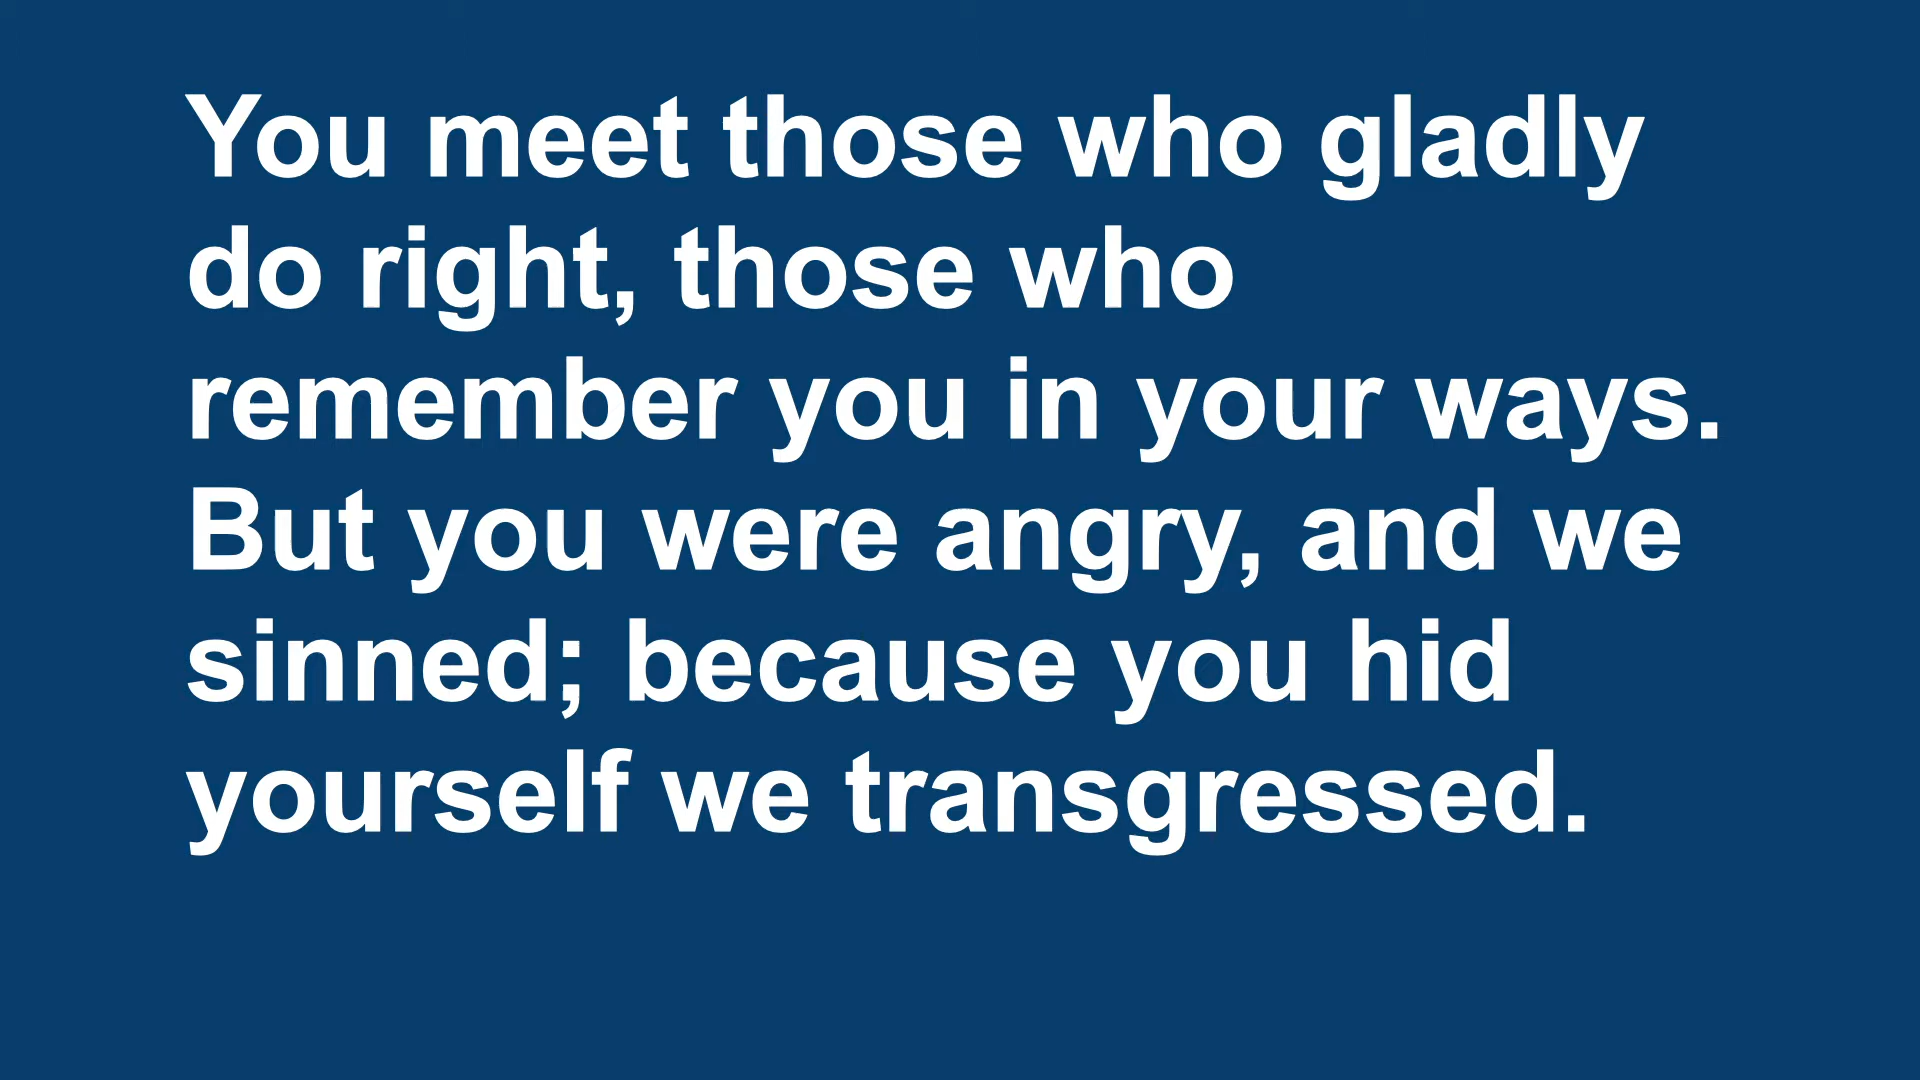 You meet those who gladly
do right, those who
remember you in your ways.
But you were angry, and we
sinned; because you hid
yourself we transgressed.